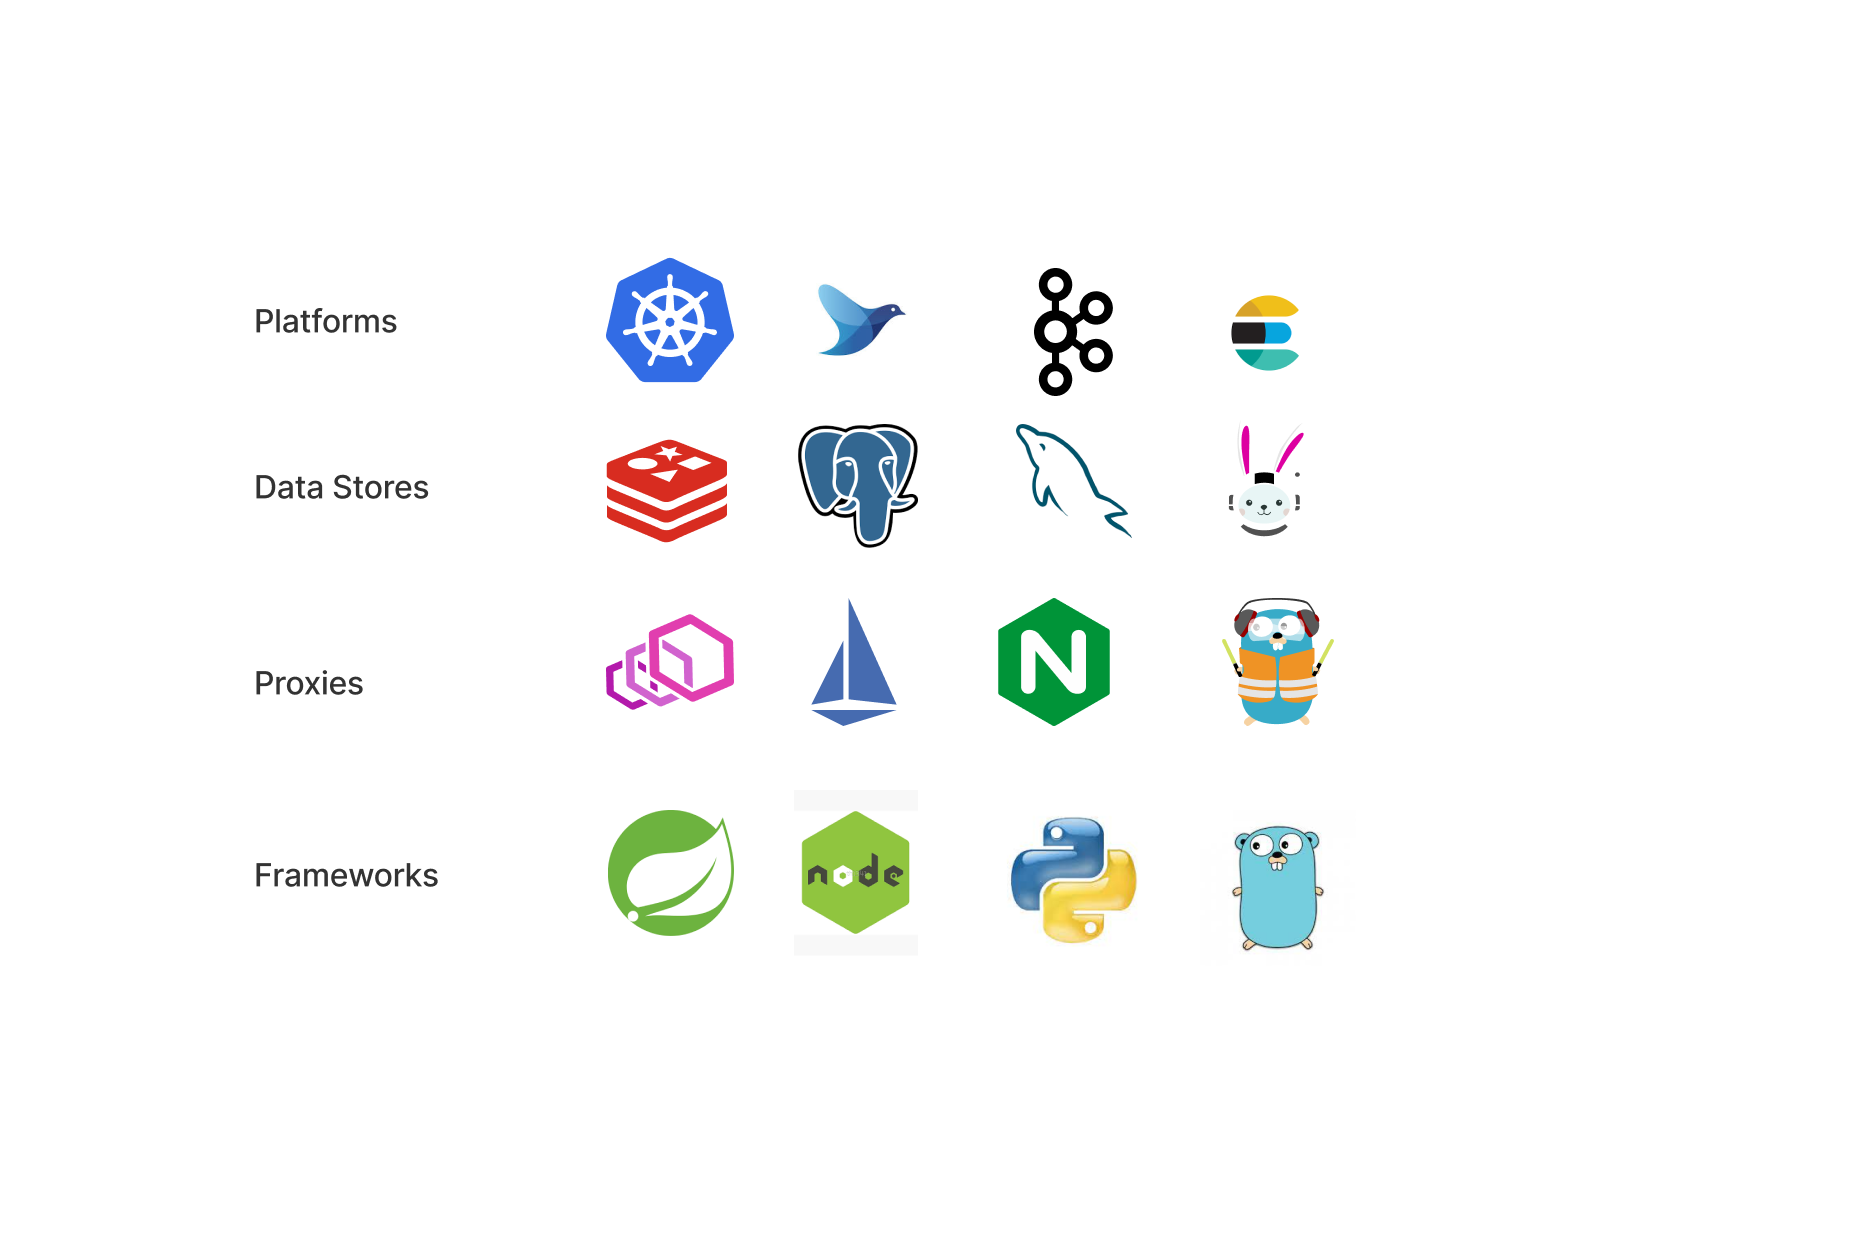 Platforms
Data Stores
Proxies
N
Frameworks
node